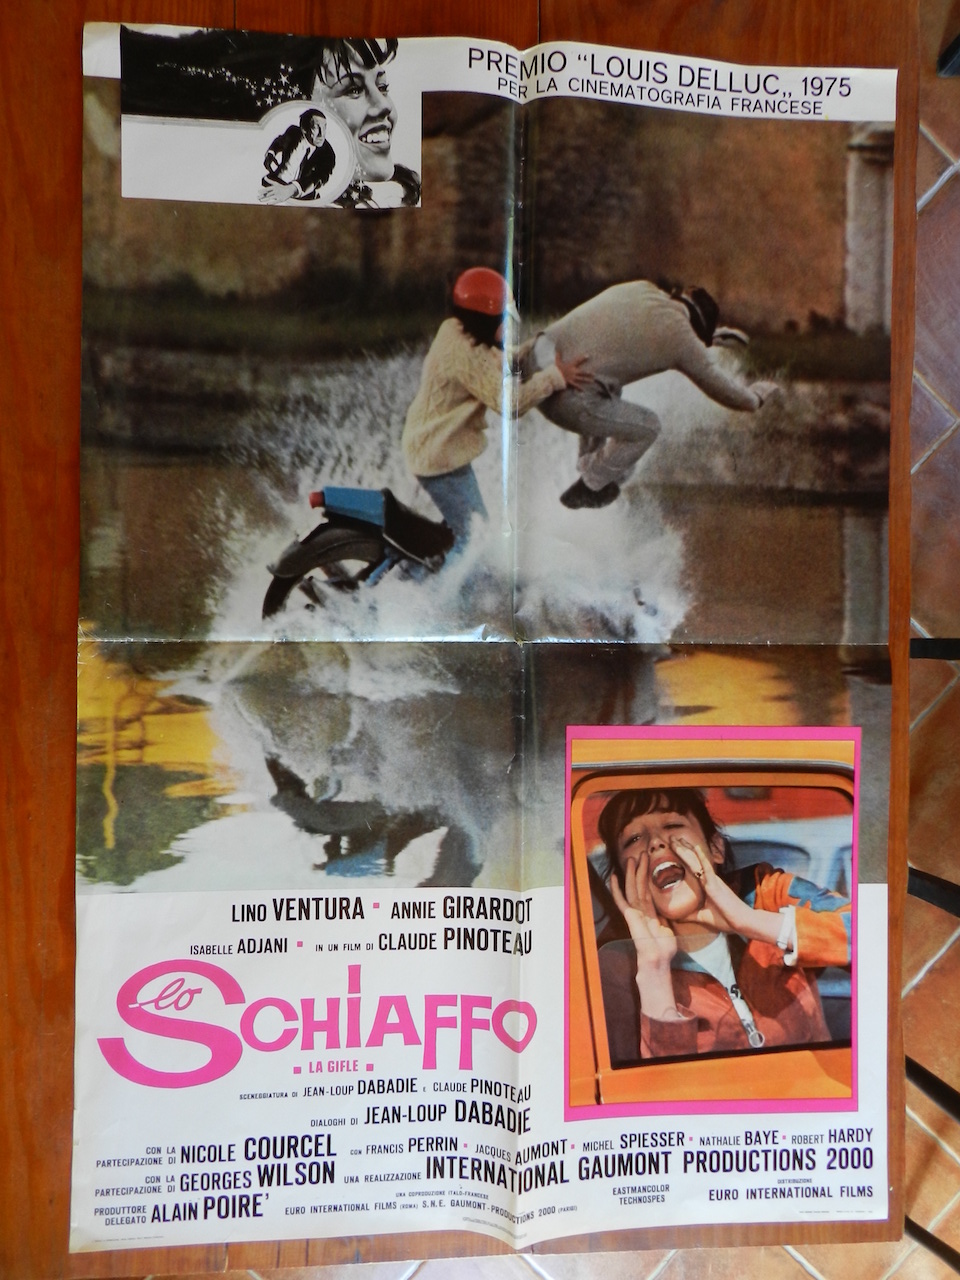 PREMIO “LOUIS DELLUC„ 1975
PER LA CINEMATOGRAFIA FRANCESE
LINO VENTURA ▪ ANNIE GIRARDOT
ISABELLE ADJANI ▪ IN UN FILM DI CLAUDE PINOTEAU
lo SCHIAFFO
▪ LA GIFLE ▪
SCENEGGIATURA DI JEAN-LOUP DABADIE E CLAUDE PINOTEAU
DIALOGHI DI JEAN-LOUP DABADIE
CON LA PARTECIPAZIONE DI NICOLE COURCEL CON FRANCIS PERRIN ▪ JACQUES AUMONT ▪ MICHEL SPIESSER ▪ NATHALIE BAYE ▪ ROBERT HARDY
CON LA PARTECIPAZIONE DI GEORGES WILSON UNA REALIZZAZIONE INTERNATIONAL GAUMONT PRODUCTIONS 2000
PRODUTTORE DELEGATO ALAIN POIRE’
UNA COPRODUZIONE ITALO-FRANCESE
EURO INTERNATIONAL FILMS (ROMA) S.N.E. GAUMONT-PRODUCTIONS 2000 (PARIGI)
EASTMANCOLOR
TECHNOSPES
DISTRIBUZIONE
EURO INTERNATIONAL FILMS